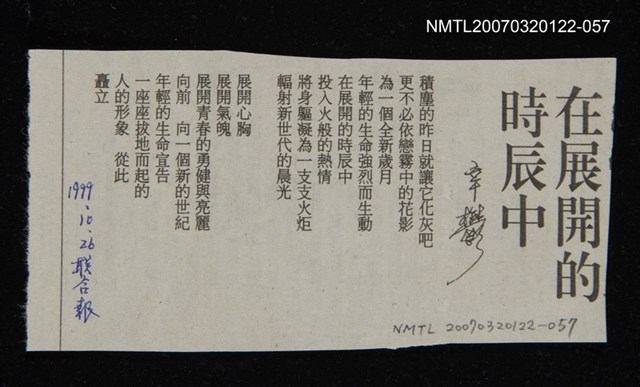 NMTL20070320122-057
在展開的
時辰中
辛鬱
積塵的昨日就讓它化灰吧
更不必依戀霧中的花影
為一個全新歲月
年輕的生命強烈而生動
在展開的時辰中
投入火般的熱情
將身軀凝為一支支火炬
輻射新世代的晨光
展開心胸
展開氣魄
展開青春的勇健與亮麗
向前　向一個新的世紀
年輕的生命宣告
一座座拔地而起的
人的形象　從此
矗立
1999.10.26 聯合報
NMTL 20070320122-057